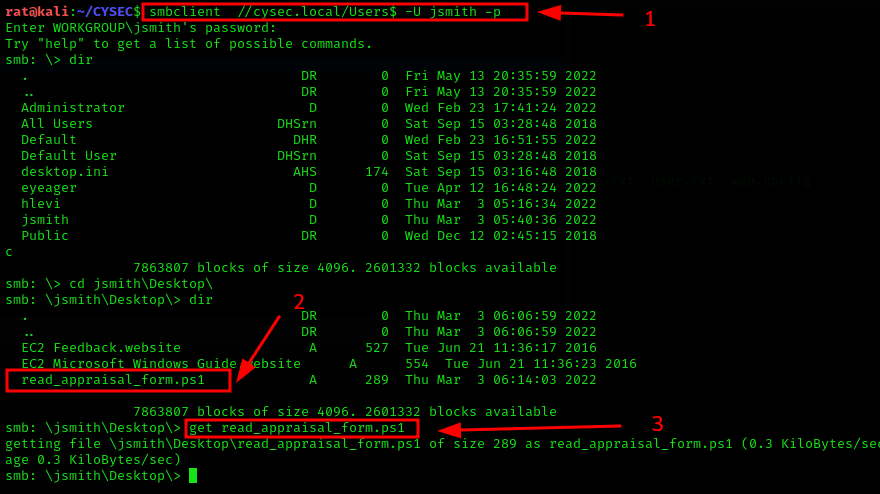 rat@kali:~/CYSEC$ smbclient  //cysec.local/Users$ -U jsmith -p
1
Enter WORKGROUP\jsmith's password:
Try "help" to get a list of possible commands.
smb: \> dir
  .                                  DR        0  Fri May 13 20:35:59 2022
  ..                                 DR        0  Fri May 13 20:35:59 2022
  Administrator                       D        0  Wed Feb 23 17:41:24 2022
  All Users                       DHSrn        0  Sat Sep 15 03:28:48 2018
  Default                           DHR        0  Wed Feb 23 16:51:55 2022
  Default User                    DHSrn        0  Sat Sep 15 03:28:48 2018
  desktop.ini                       AHS      174  Sat Sep 15 03:16:48 2018
  eyeager                             D        0  Tue Apr 12 16:48:24 2022
  hlevi                               D        0  Thu Mar  3 05:16:34 2022
  jsmith                              D        0  Thu Mar  3 05:40:36 2022
  Public                             DR        0  Wed Dec 12 02:45:15 2018
c
                7863807 blocks of size 4096. 2601332 blocks available
smb: \> cd jsmith\Desktop\
smb: \jsmith\Desktop\> dir
2
  .                                  DR        0  Thu Mar  3 06:06:59 2022
  ..                                 DR        0  Thu Mar  3 06:06:59 2022
  EC2 Feedback.website                A      527  Tue Jun 21 11:36:17 2016
  EC2 Microsoft Windows Guide.website      A      554  Tue Jun 21 11:36:23 2016
  read_appraisal_form.ps1             A      289  Thu Mar  3 06:14:03 2022
                7863807 blocks of size 4096. 2601332 blocks available
smb: \jsmith\Desktop\> get read_appraisal_form.ps1
3
getting file \jsmith\Desktop\read_appraisal_form.ps1 of size 289 as read_appraisal_form.ps1 (0.3 KiloBytes/sec
age 0.3 KiloBytes/sec)
smb: \jsmith\Desktop\>